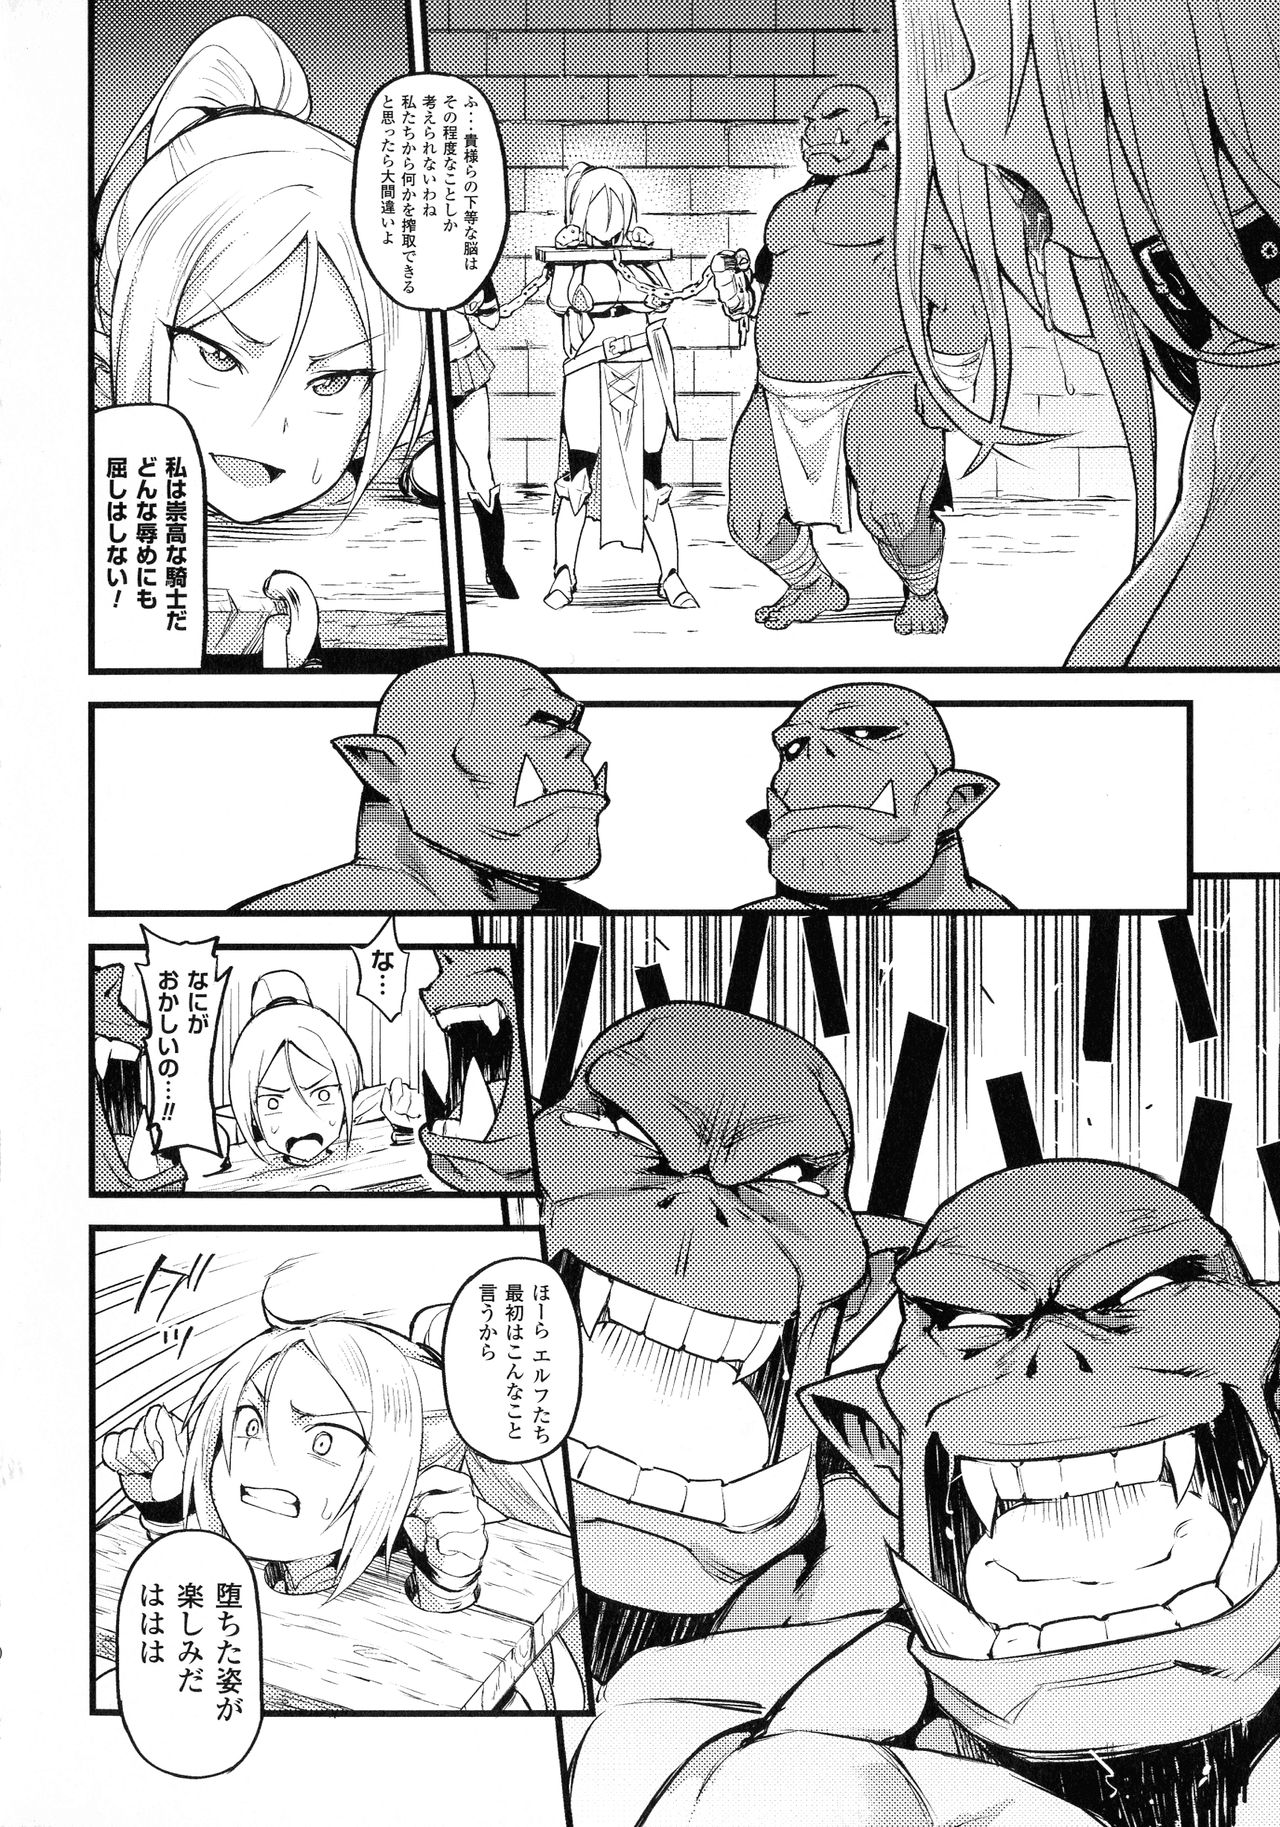 ふ・・・貴様らの下等な脳は
その程度なことしか
考えられないわね
私たちから何かを搾取できる
と思ったら大間違いよ
私は崇高な騎士だ
どんな辱めにも
屈しはしない!
な…
なにが
おかしいの…!!
ほーら エルフたち
最初はこんなこと
言うから
堕ちた姿が
楽しみだ
ははは